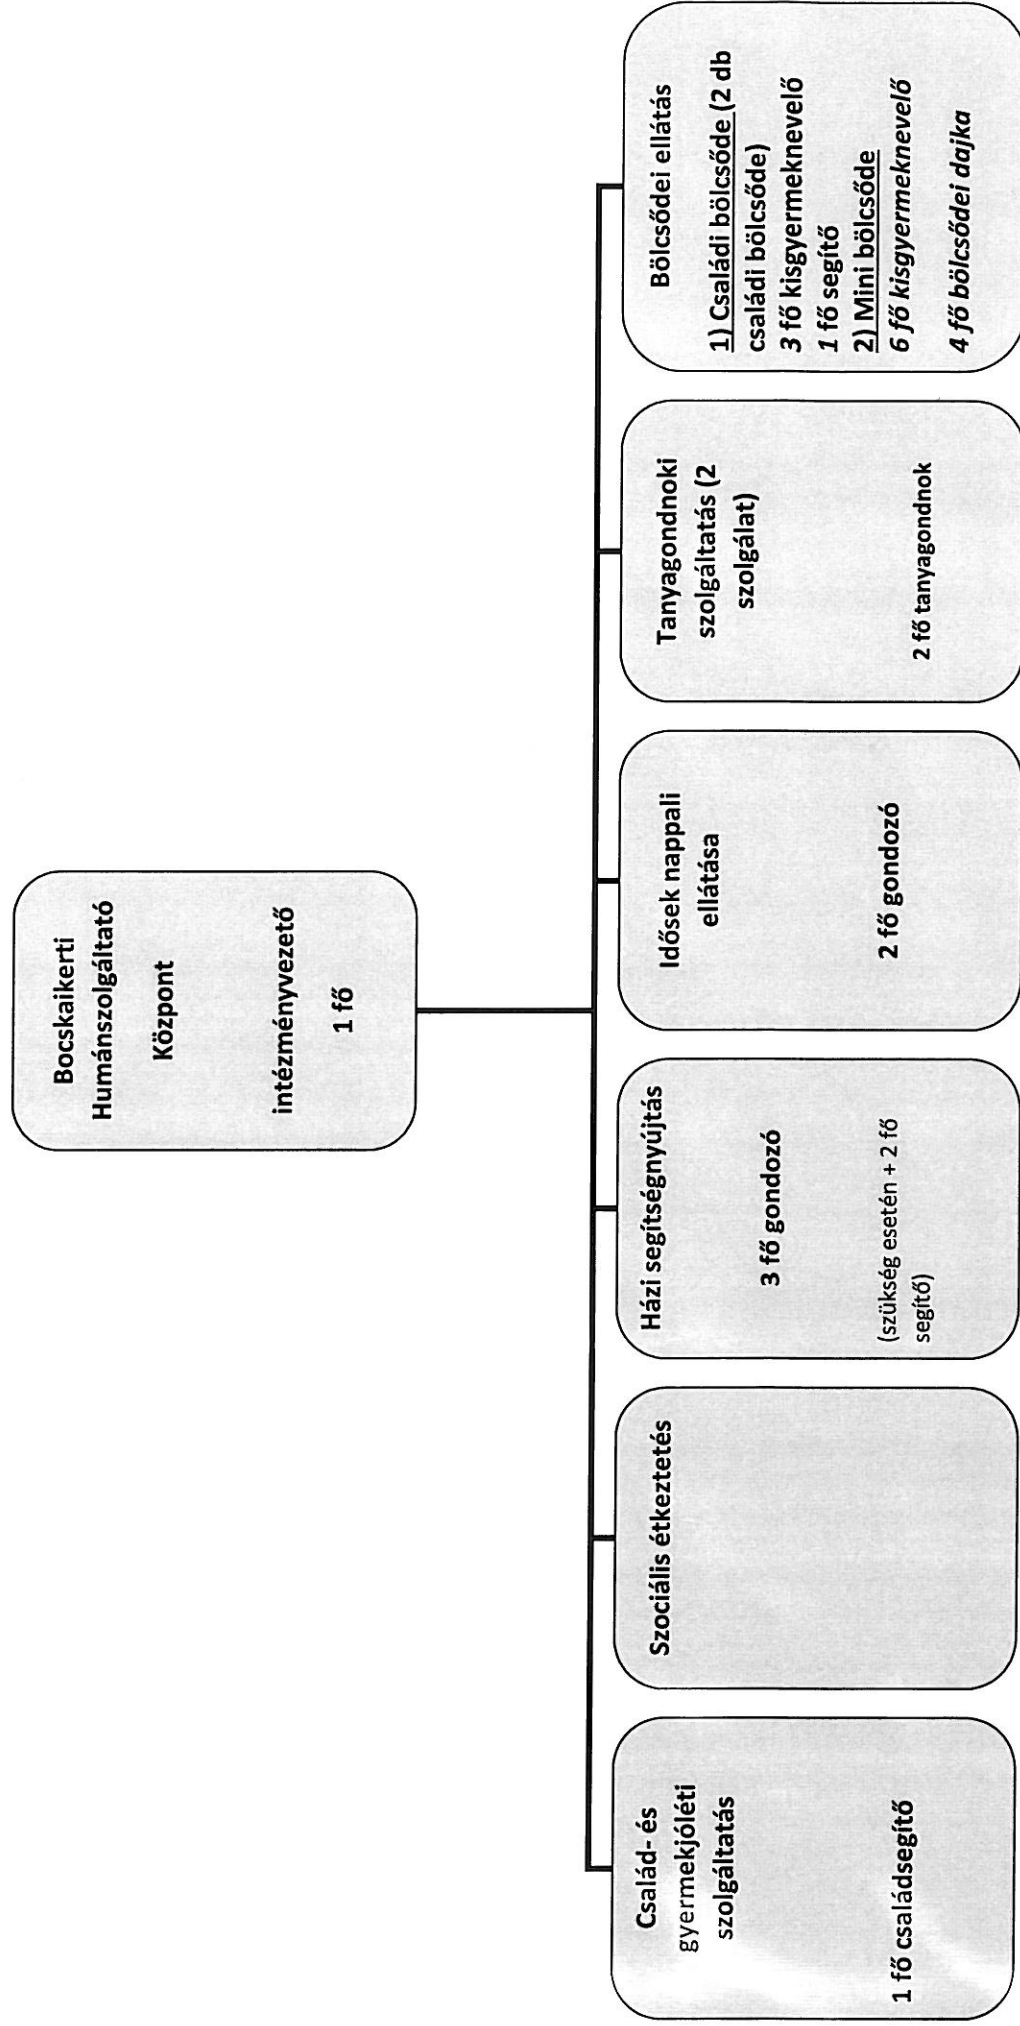 Bocskaikerti
Humánszolgáltató
Központ
intézményvezető
1 fő
Család- és
gyermekjóléti
szolgáltatás
1 fő családsegítő
Szociális étkeztetés
Házi segítségnyújtás
3 fő gondozó
(szükség esetén + 2 fő
segítő)
Idősek nappali
ellátása
2 fő gondozó
Tanyagondnoki
szolgáltatás (2
szolgálat)
2 fő tanyagondnok
Bölcsődei ellátás
1) Családi bölcsőde (2 db
családi bölcsőde)
3 fő kisgyermeknevelő
1 fő segítő
2) Mini bölcsőde
6 fő kisgyermeknevelő
4 fő bölcsődei dajka